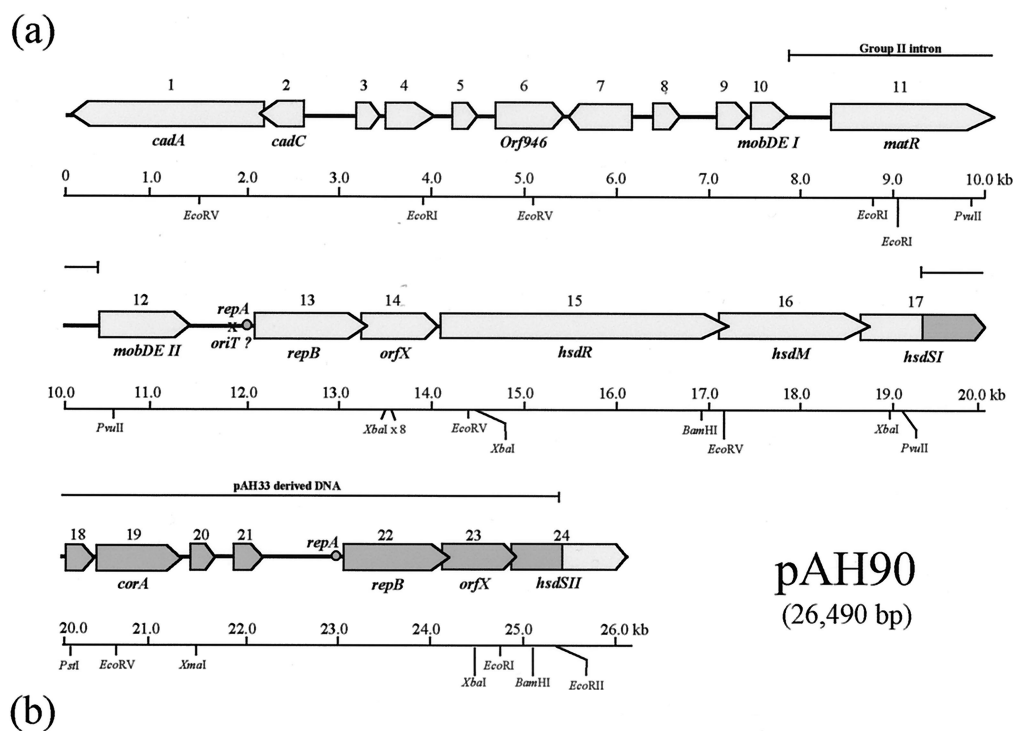 (a)
Group II intron
1 2 3 4 5 6 7 8 9 10 11
cadA cadC Orf946 mobDE I matR
0 1.0 2.0 3.0 4.0 5.0 6.0 7.0 8.0 9.0 10.0 kb
EcoRV EcoRI EcoRV EcoRI PvuII
EcoRI
12 repA 13 14 15 16 17
x
mobDE II oriT ? repB orfX hsdR hsdM hsdSI
10.0 11.0 12.0 13.0 14.0 15.0 16.0 17.0 18.0 19.0 20.0 kb
PvuII XbaI x 8 EcoRV BamHI XbaI
XbaI EcoRV PvuII
pAH33 derived DNA
18 19 20 21 repA 22 23 24
corA repB orfX hsdSII
pAH90
(26,490 bp)
20.0 21.0 22.0 23.0 24.0 25.0 26.0 kb
PstI EcoRV XmaI EcoRI
XbaI BamHI EcoRII
(b)